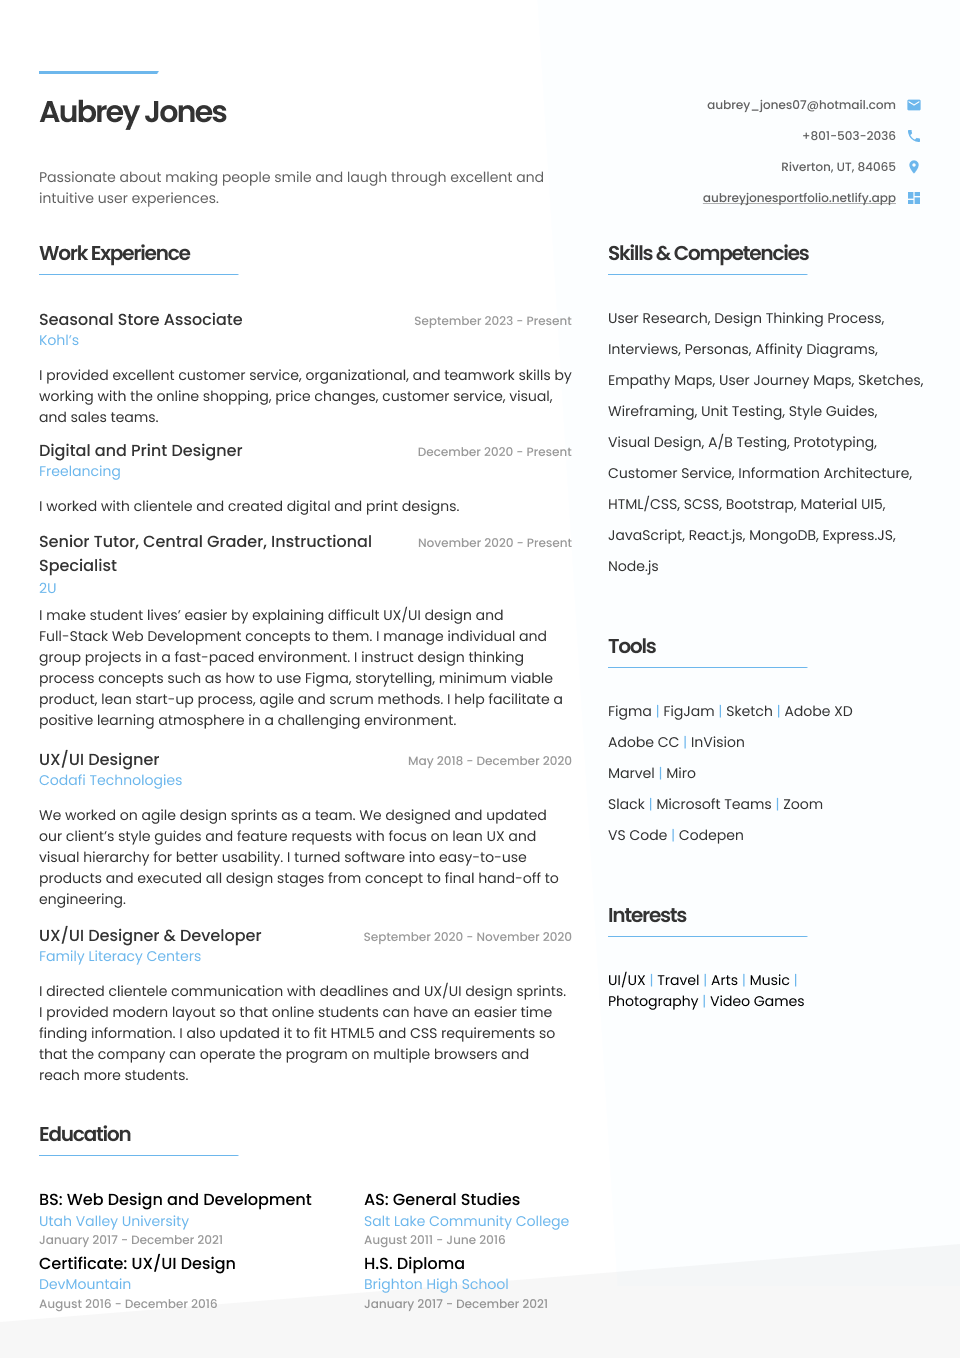 Aubrey Jones
Passionate about making people smile and laugh through excellent and
intuitive user experiences.
aubrey_jones07@hotmail.com
+801-503-2036
Riverton, UT, 84065
aubreyjonesportfolio.netlify.app
Work Experience
Seasonal Store Associate September 2023 - Present
Kohl's
I provided excellent customer service, organizational, and teamwork skills by
working with the online shopping, price changes, customer service, visual,
and sales teams.
Digital and Print Designer December 2020 - Present
Freelancing
I worked with clientele and created digital and print designs.
Senior Tutor, Central Grader, Instructional November 2020 - Present
Specialist
2U
I make student lives' easier by explaining difficult UX/UI design and
Full-Stack Web Development concepts to them. I manage individual and
group projects in a fast-paced environment. I instruct design thinking
process concepts such as how to use Figma, storytelling, minimum viable
product, lean start-up process, agile and scrum methods. I help facilitate a
positive learning atmosphere in a challenging environment.
UX/UI Designer May 2018 - December 2020
Codafi Technologies
We worked on agile design sprints as a team. We designed and updated
our client's style guides and feature requests with focus on lean UX and
visual hierarchy for better usability. I turned software into easy-to-use
products and executed all design stages from concept to final hand-off to
engineering.
UX/UI Designer & Developer September 2020 - November 2020
Family Literacy Centers
I directed clientele communication with deadlines and UX/UI design sprints.
I provided modern layout so that online students can have an easier time
finding information. I also updated it to fit HTML5 and CSS requirements so
that the company can operate the program on multiple browsers and
reach more students.
Education
BS: Web Design and Development
Utah Valley University
January 2017 - December 2021
Certificate: UX/UI Design
DevMountain
August 2016 - December 2016
AS: General Studies
Salt Lake Community College
August 2011 - June 2016
H.S. Diploma
Brighton High School
January 2017 - December 2021
Skills & Competencies
User Research, Design Thinking Process,
Interviews, Personas, Affinity Diagrams,
Empathy Maps, User Journey Maps, Sketches,
Wireframing, Unit Testing, Style Guides,
Visual Design, A/B Testing, Prototyping,
Customer Service, Information Architecture,
HTML/CSS, SCSS, Bootstrap, Material UI5,
JavaScript, React.js, MongoDB, Express.JS,
Node.js
Tools
Figma | FigJam | Sketch | Adobe XD
Adobe CC | InVision
Marvel | Miro
Slack | Microsoft Teams | Zoom
VS Code | Codepen
Interests
UI/UX | Travel | Arts | Music |
Photography | Video Games